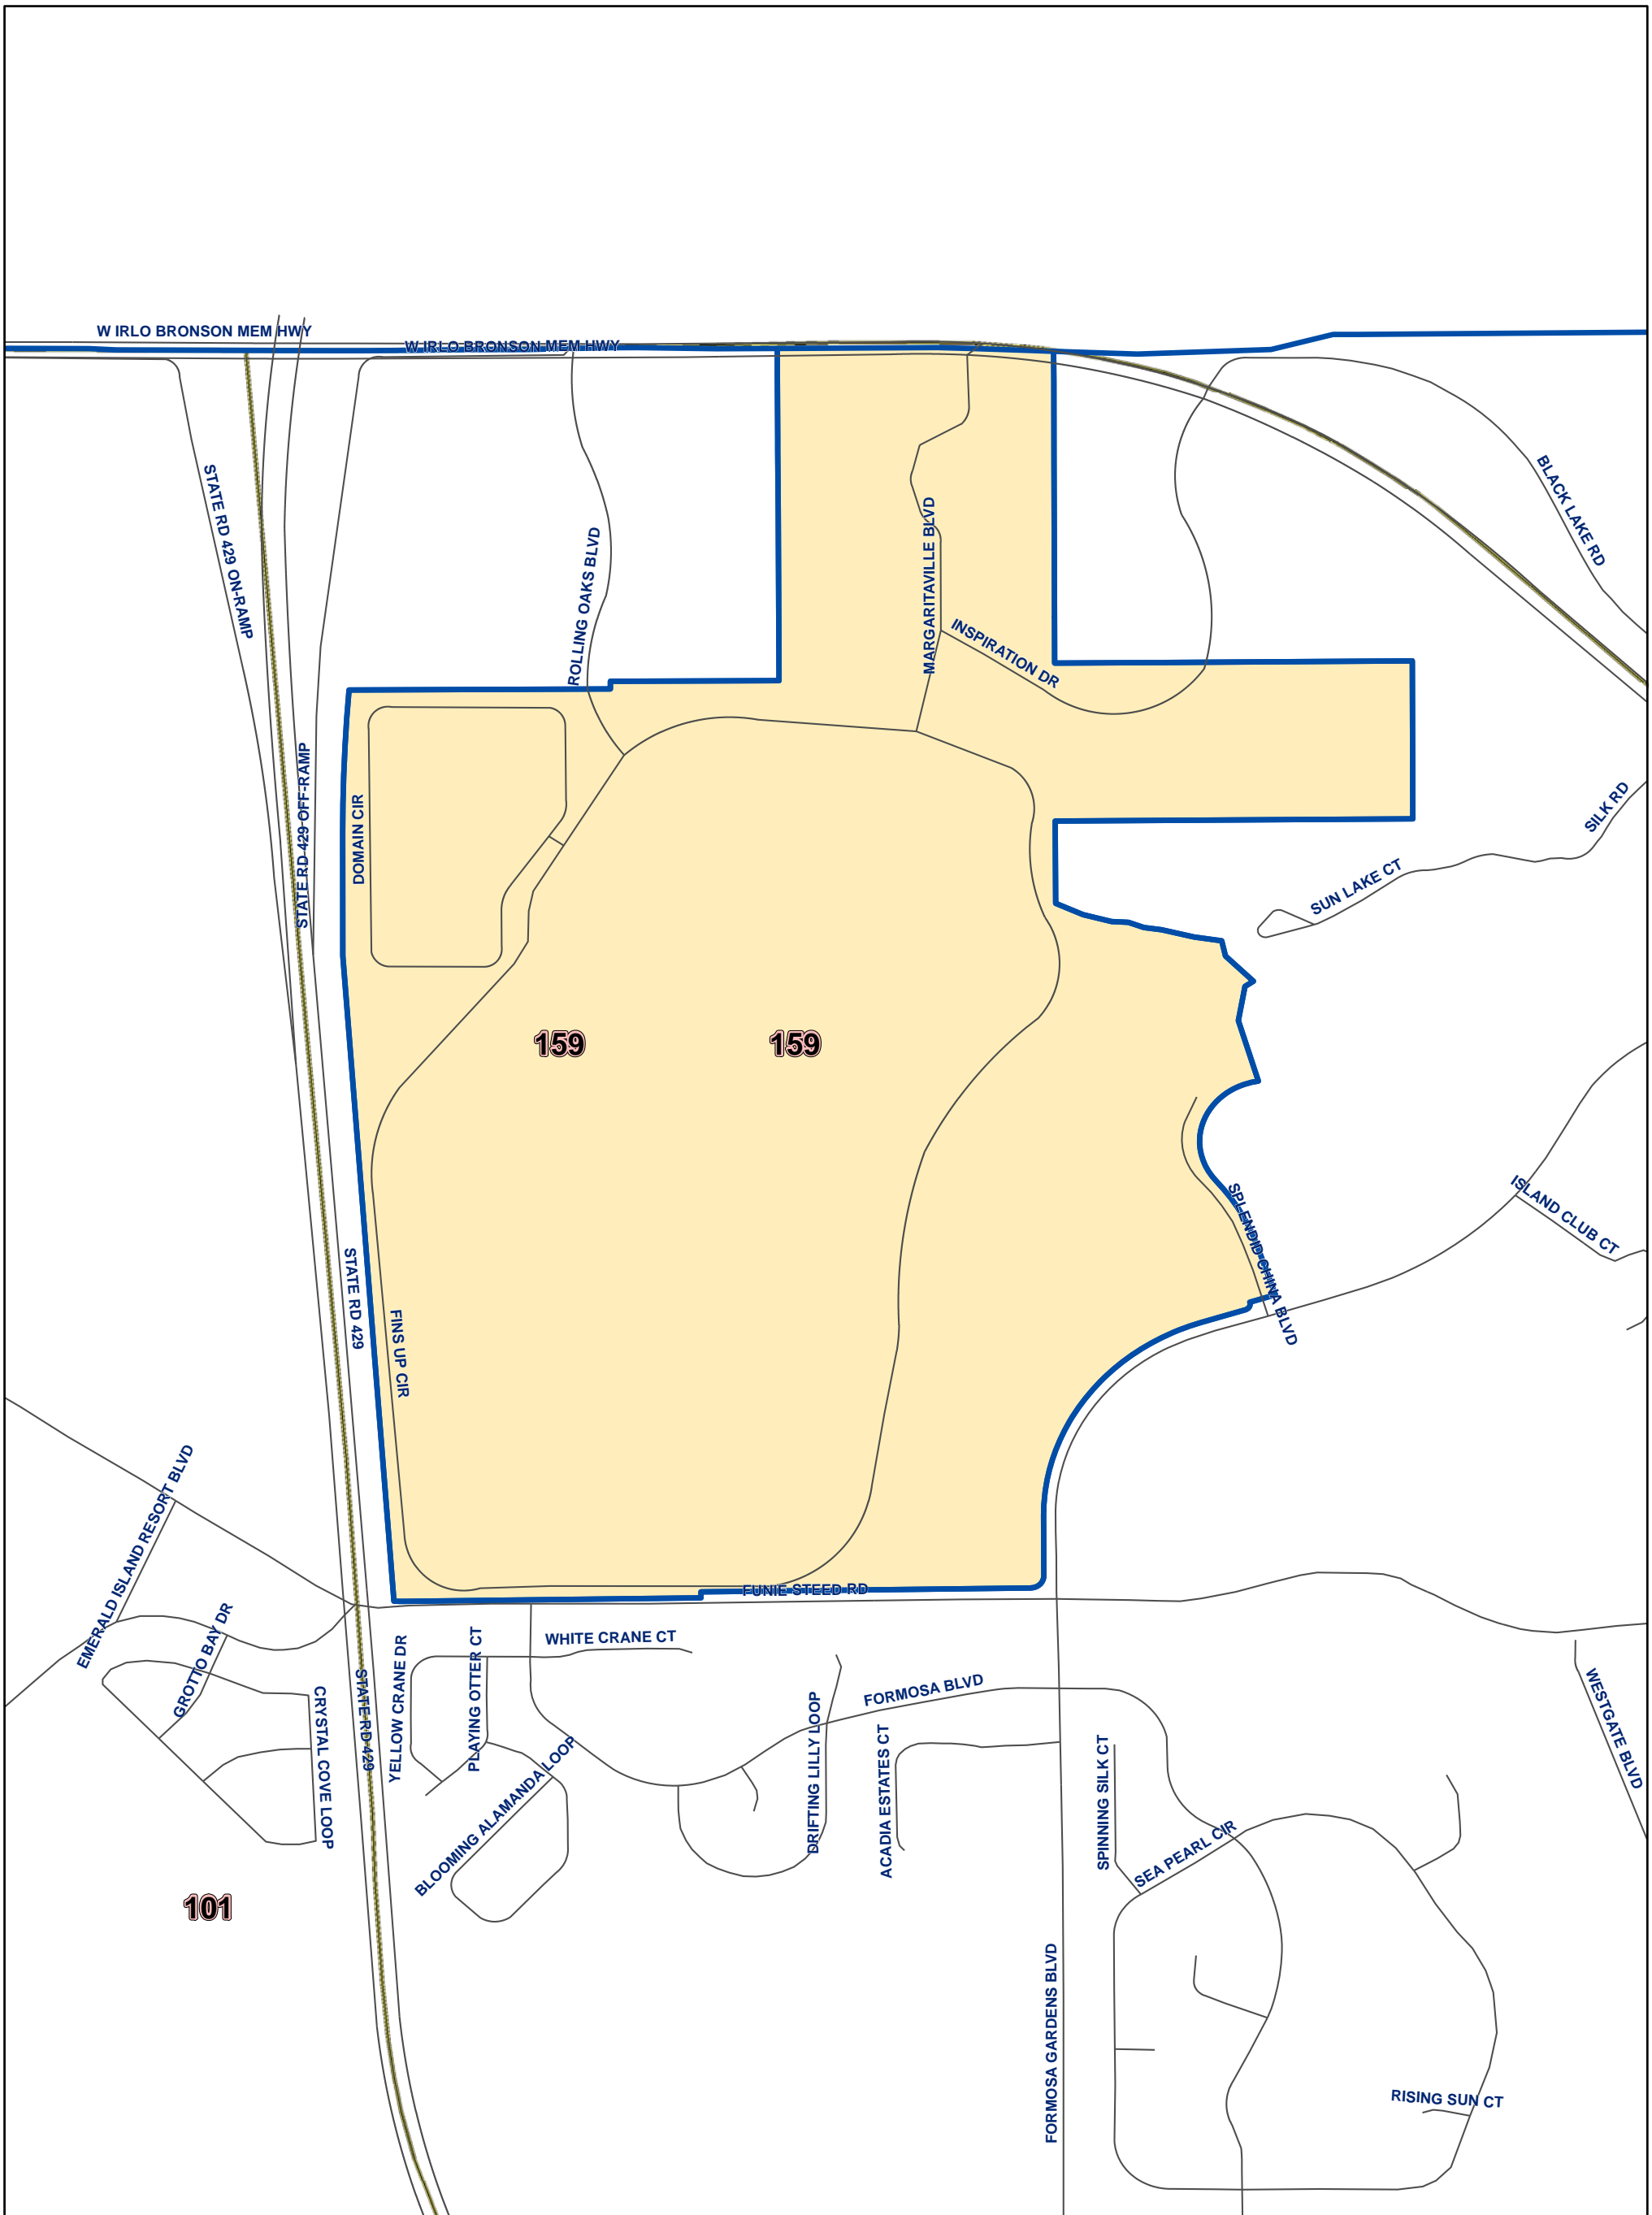 W IRLO BRONSON MEM HWY
W IRLO BRONSON MEM HWY
STATE RD 429 ON-RAMP
ROLLING OAKS BLVD
MARGARITAVILLE BLVD
BLACK LAKE RD
INSPIRATION DR
STATE RD 429 OFF-RAMP
DOMAIN CIR
SILK RD
SUN LAKE CT
159
159
SPLENDID CHINA BLVD
ISLAND CLUB CT
STATE RD 429
FINS UP CIR
EMERALD ISLAND RESORT BLVD
FUNIE STEED RD
GROTTO BAY DR
WHITE CRANE CT
YELLOW CRANE DR
PLAYING OTTER CT
STATE RD 429
CRYSTAL COVE LOOP
FORMOSA BLVD
DRIFTING LILLY LOOP
ACADIA ESTATES CT
WESTGATE BLVD
SPINNING SILK CT
BLOOMING ALAMANDA LOOP
SEA PEARL CIR
101
FORMOSA GARDENS BLVD
RISING SUN CT